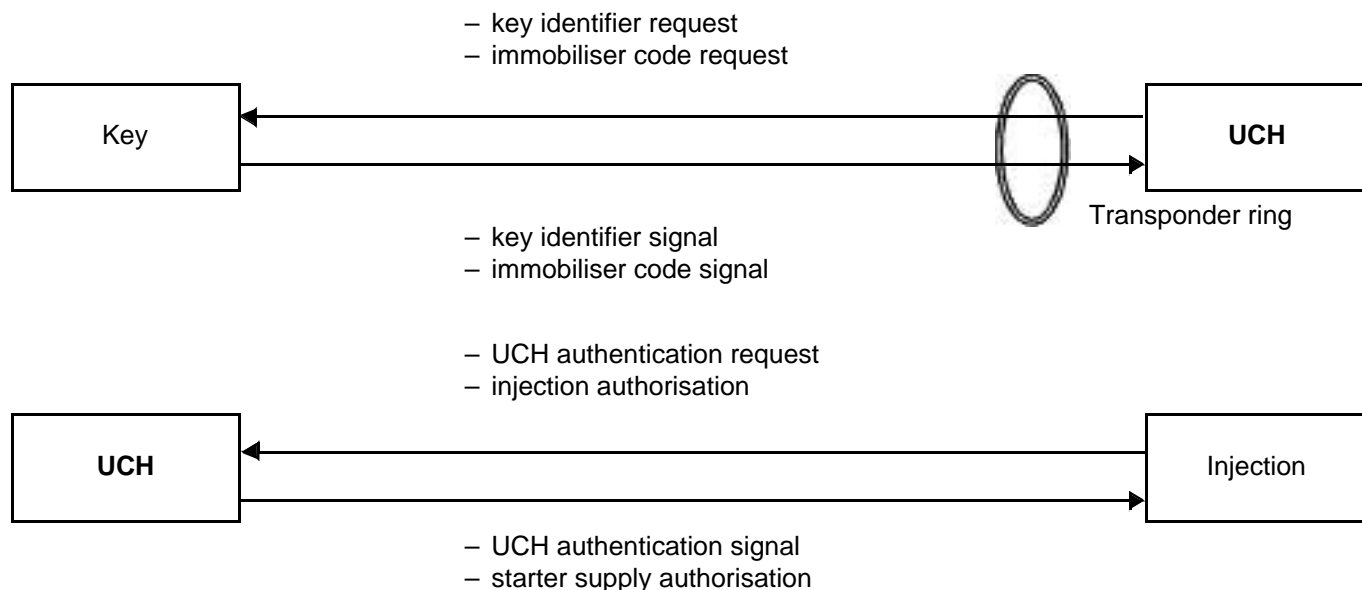 – key identifier request
– immobiliser code request
Key
UCH
Transponder ring
– key identifier signal
– immobiliser code signal
– UCH authentication request
– injection authorisation
UCH
Injection
– UCH authentication signal
– starter supply authorisation